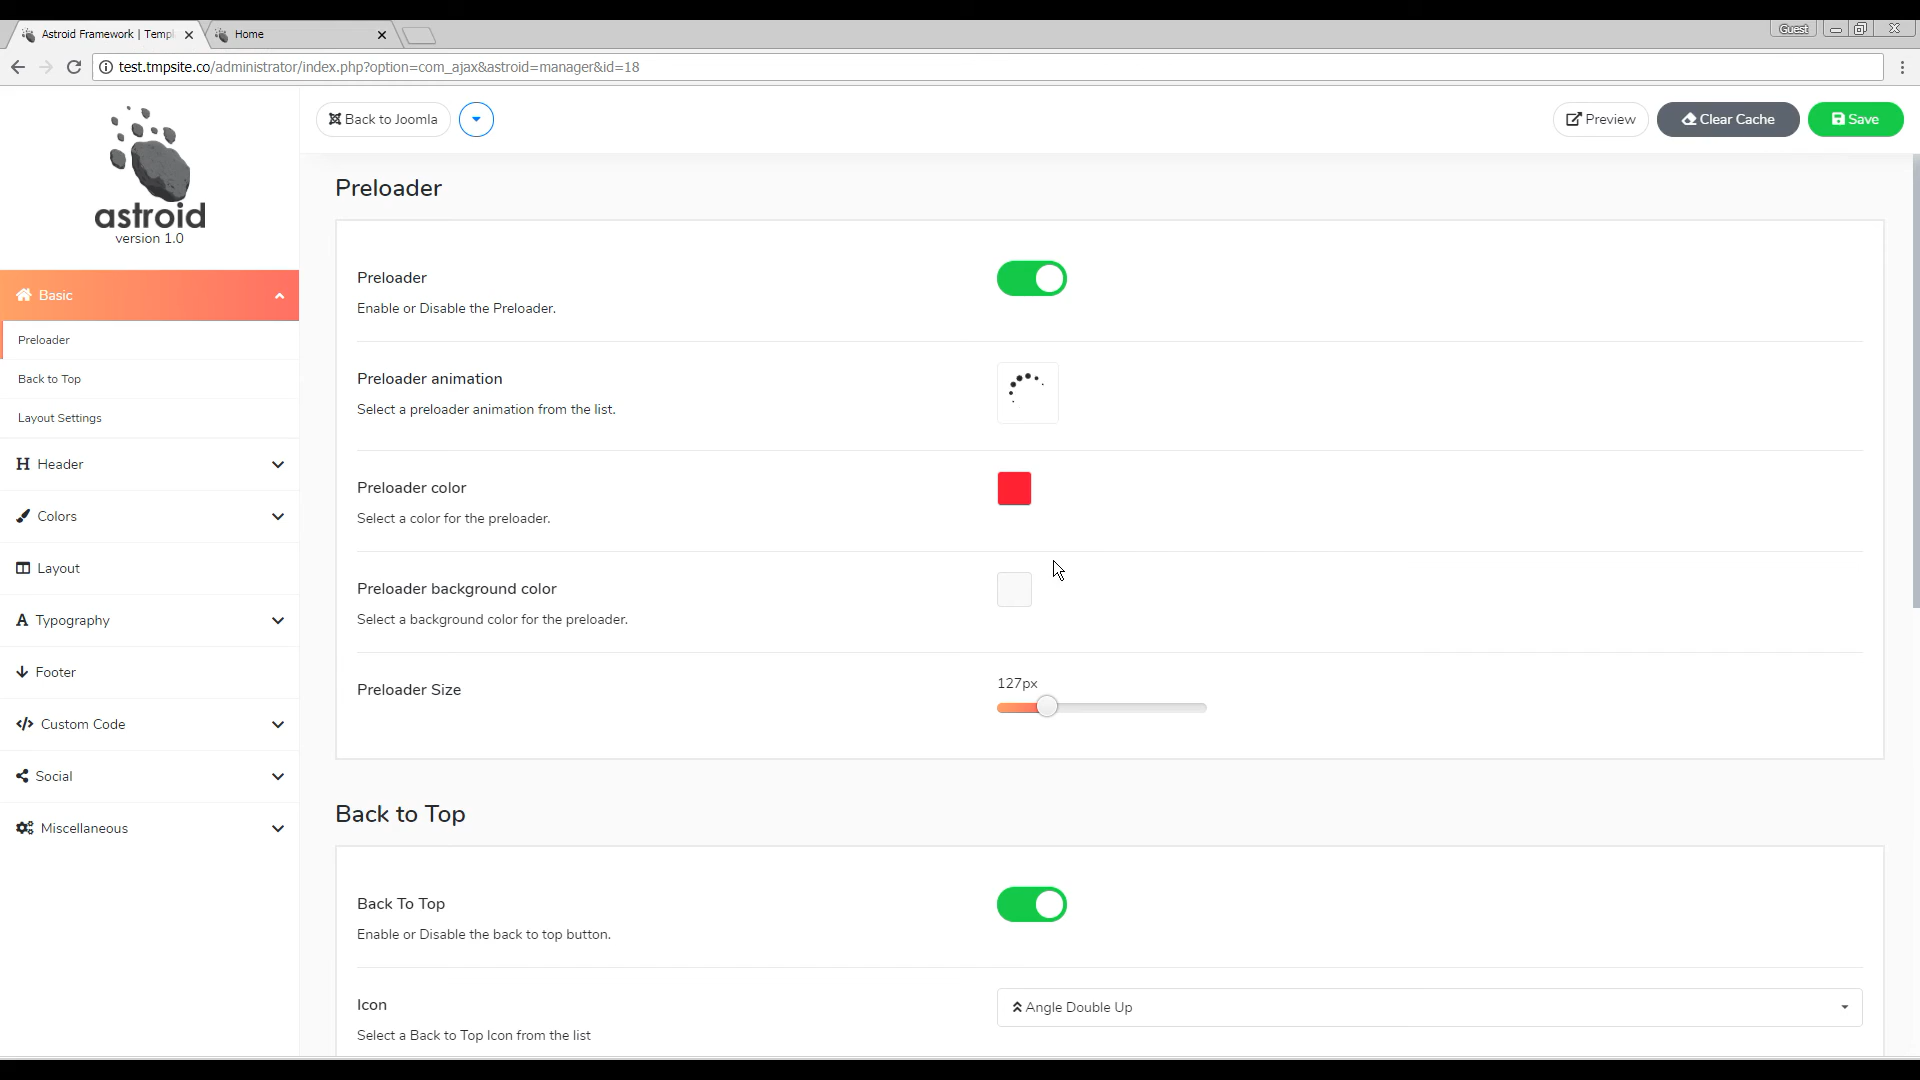 Astroid Framework | Templ
Home
Guest
test.tmpsite.co/administrator/index.php?option=com_ajax&astroid=manager&id=18
astroid
version 1.0
Back to Joomla
Preview
Clear Cache
Save
Basic
Preloader
Back to Top
Layout Settings
H Header
Colors
Layout
A Typography
Footer
</> Custom Code
Social
Miscellaneous
Preloader
Preloader
Enable or Disable the Preloader.
Preloader animation
Select a preloader animation from the list.
Preloader color
Select a color for the preloader.
Preloader background color
Select a background color for the preloader.
Preloader Size
127px
Back to Top
Back To Top
Enable or Disable the back to top button.
Icon
Select a Back to Top Icon from the list
Angle Double Up